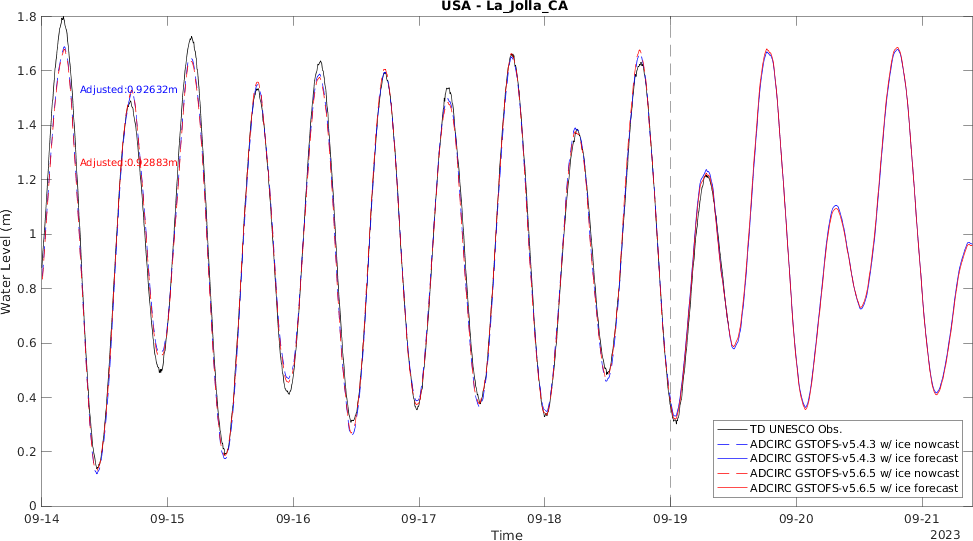 USA - La_Jolla_CA
1.8
1.6
1.4
1.2
1
0.8
0.6
0.4
0.2
0
Water Level (m)
Adjusted:0.92632m
Adjusted:0.92883m
TD UNESCO Obs.
ADCIRC GSTOFS-v5.4.3 w/ ice nowcast
ADCIRC GSTOFS-v5.4.3 w/ ice forecast
ADCIRC GSTOFS-v5.6.5 w/ ice nowcast
ADCIRC GSTOFS-v5.6.5 w/ ice forecast
09-14 09-15 09-16 09-17 09-18 09-19 09-20 09-21
Time
2023